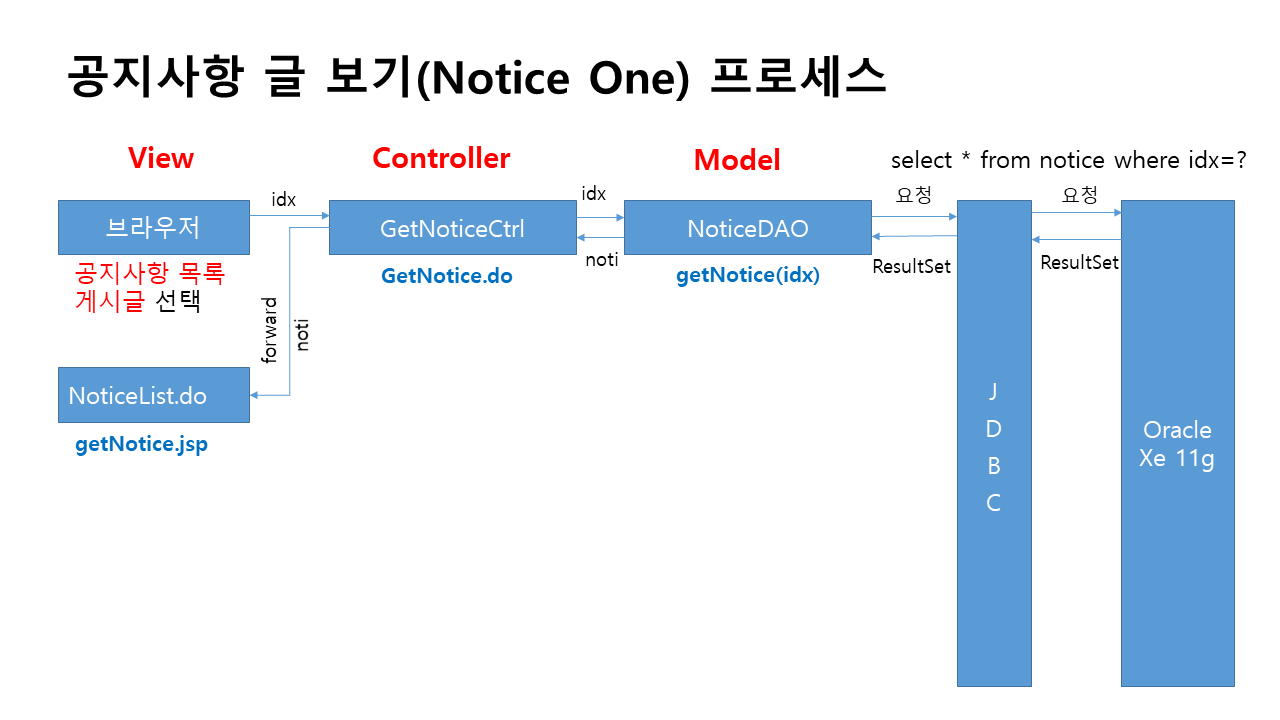 공지사항 글 보기(Notice One) 프로세스
View
Controller
Model
select * from notice where idx=?
idx
idx
요청
요청
브라우저
GetNoticeCtrl
NoticeDAO
공지사항 목록
게시글 선택
GetNotice.do
noti
getNotice(idx)
ResultSet
ResultSet
forward
noti
NoticeList.do
getNotice.jsp
J
D
B
C
Oracle
Xe 11g